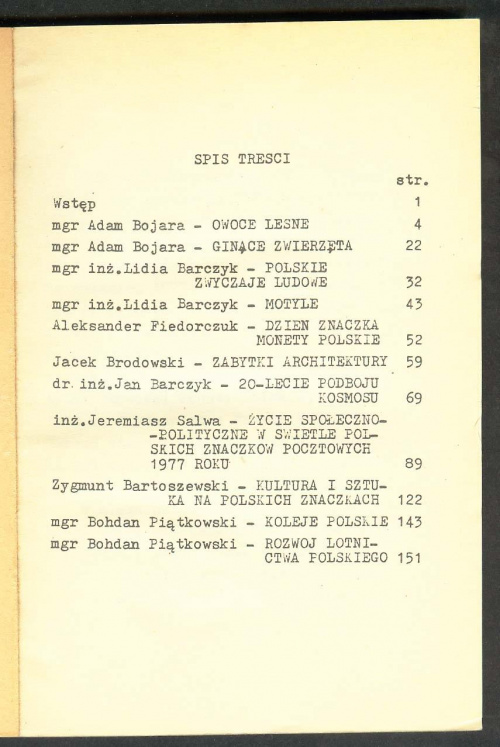 SPIS TRESCI
str.
Wstęp 1
mgr Adam Bojara - OWOCE LESNE 4
mgr Adam Bojara - GINĄCE ZWIERZĘTA 22
mgr inż.Lidia Barczyk - POLSKIE
ZWYCZAJE LUDOWE 32
mgr inż.Lidia Barczyk - MOTYLE 43
Aleksander Fiedorczuk - DZIEN ZNACZKA
MONETY POLSKIE 52
Jacek Brodowski - ZABYTKI ARCHITEKTURY 59
dr.inż.Jan Barczyk - 20-LECIE PODBOJU
KOSMOSU 69
inż.Jeremiasz Salwa - ŻYCIE SPOŁECZNO-
-POLITYCZNE W SWIETLE POL-
SKICH ZNACZKOW POCZTOWYCH
1977 ROKU 89
Zygmunt Bartoszewski - KULTURA I SZTU-
KA NA POLSKICH ZNACZKACH 122
mgr Bohdan Piątkowski - KOLEJE POLSKIE 143
mgr Bohdan Piątkowski - ROZWOJ LOTNI-
CTWA POLSKIEGO 151